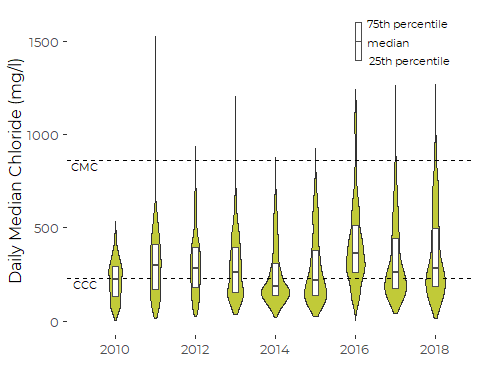 75th percentile
median
25th percentile
Daily Median Chloride (mg/l)
1500
1000
CMC
500
CCC
0
2010 2012 2014 2016 2018